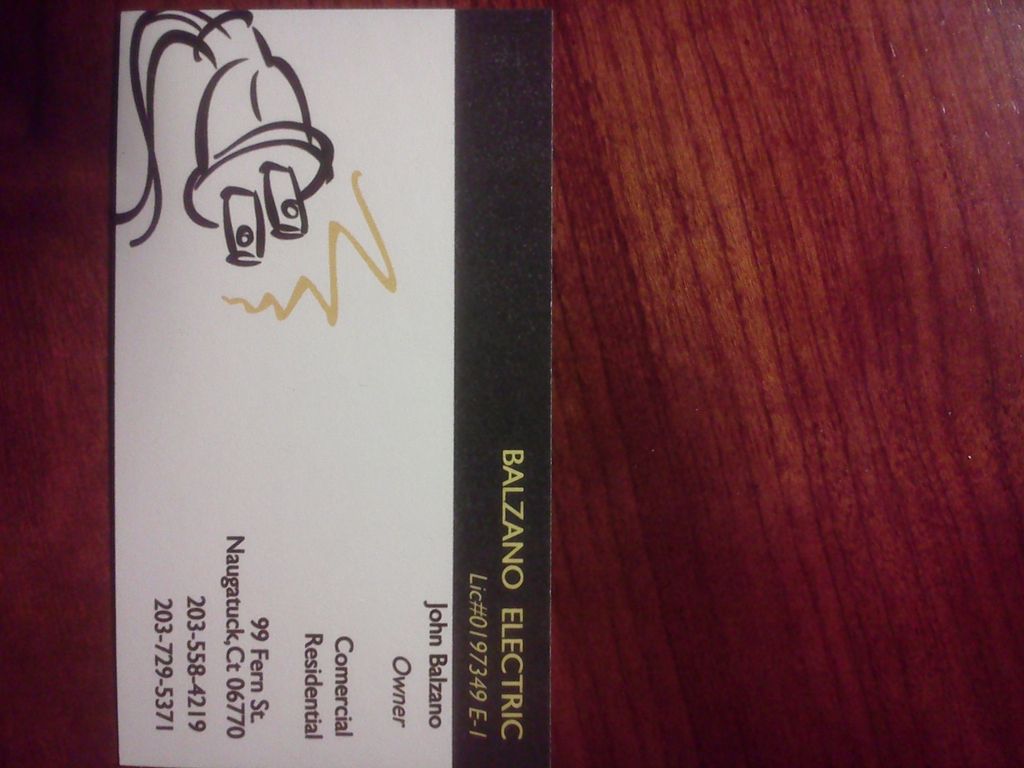 BALZANO ELECTRIC
Lic#0197349 E-1
John Balzano
Owner
Comercial
Residential
99 Fern St.
Naugatuck,Ct 06770
203-558-4219
203-729-5371